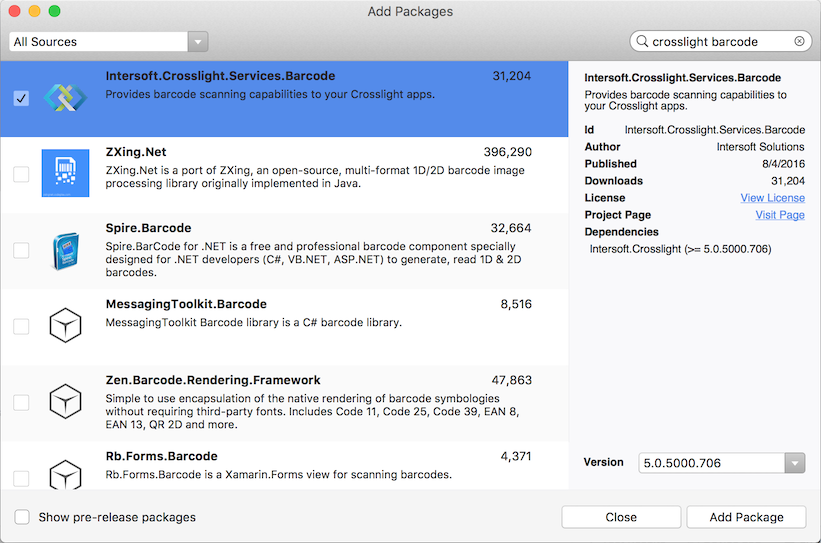 Add Packages
All Sources
crosslight barcode
Intersoft.Crosslight.Services.Barcode 31,204
Provides barcode scanning capabilities to your Crosslight apps.
ZXing.Net 396,290
ZXing.Net is a port of ZXing, an open-source, multi-format 1D/2D barcode image
processing library originally implemented in Java.
Spire.Barcode 32,664
Spire.BarCode for .NET is a free and professional barcode component specially
designed for .NET developers (C#, VB.NET, ASP.NET) to generate, read 1D & 2D
barcodes.
MessagingToolkit.Barcode 8,516
MessagingToolkit Barcode library is a C# barcode library.
Zen.Barcode.Rendering.Framework 47,863
Simple to use encapsulation of the native rendering of barcode symbologies
without requiring third-party fonts. Includes Code 11, Code 25, Code 39, EAN 8,
EAN 13, QR 2D and more.
Rb.Forms.Barcode 4,371
Rb.Forms.Barcode is a Xamarin.Forms view for scanning barcodes.
Intersoft.Crosslight.Services.Barcode
Provides barcode scanning capabilities to
your Crosslight apps.
Id Intersoft.Crosslight.Services.Barcode
Author Intersoft Solutions
Published 8/4/2016
Downloads 31,204
License View License
Project Page Visit Page
Dependencies
Intersoft.Crosslight (>= 5.0.5000.706)
Version 5.0.5000.706
Show pre-release packages
Close
Add Package